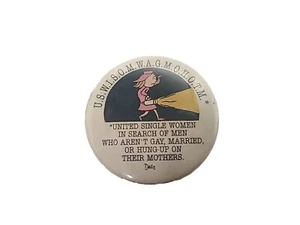 U.S.W.I.S.O.M.W.A.G.M.O.H.O.T.M.*
*UNITED SINGLE WOMEN
IN SEARCH OF MEN
WHO AREN'T GAY, MARRIED,
OR HUNG-UP ON
THEIR MOTHERS.